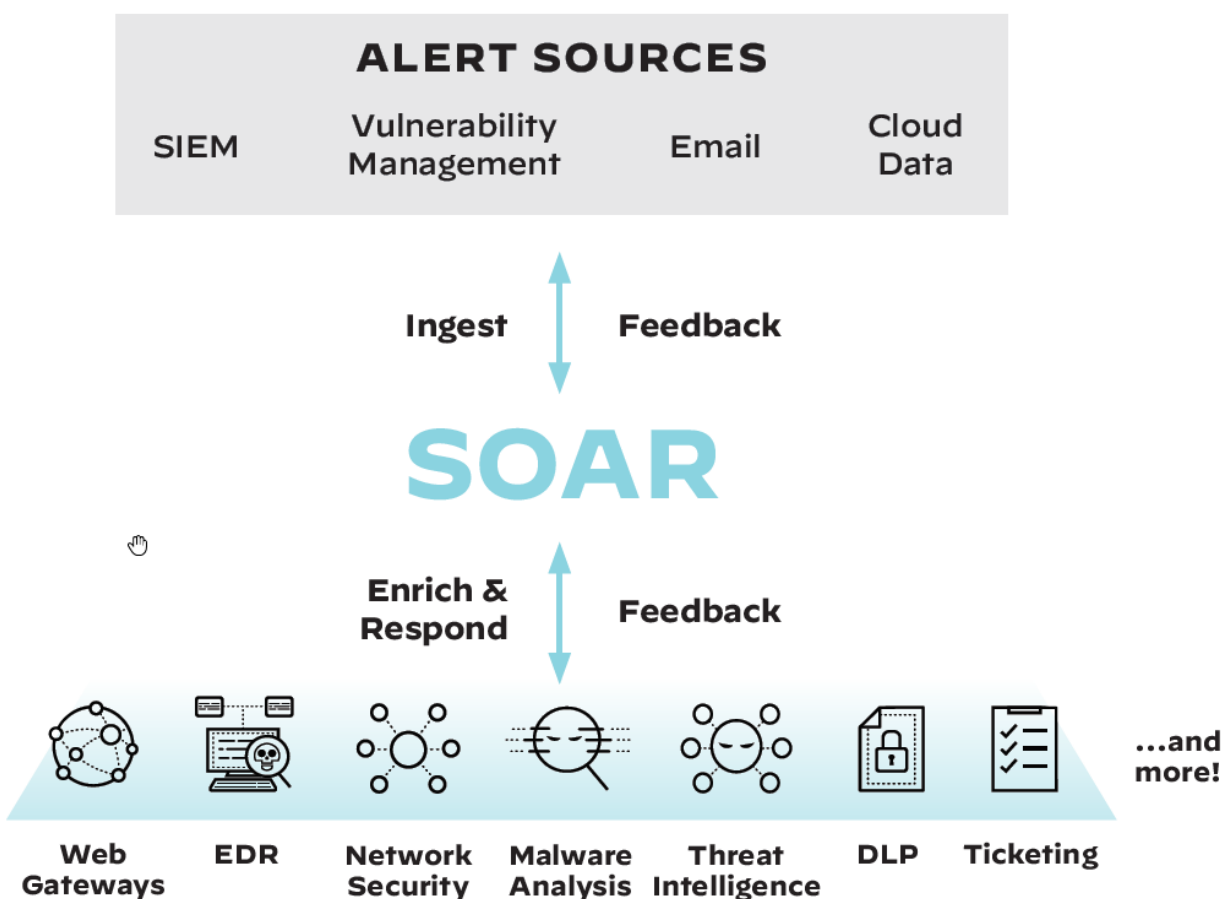 ALERT SOURCES
SIEM
Vulnerability
Management
Email
Cloud
Data
Ingest
Feedback
SOAR
Enrich &
Respond
Feedback
...and
more!
Web
Gateways
EDR
Network
Security
Malware
Analysis
Threat
Intelligence
DLP
Ticketing